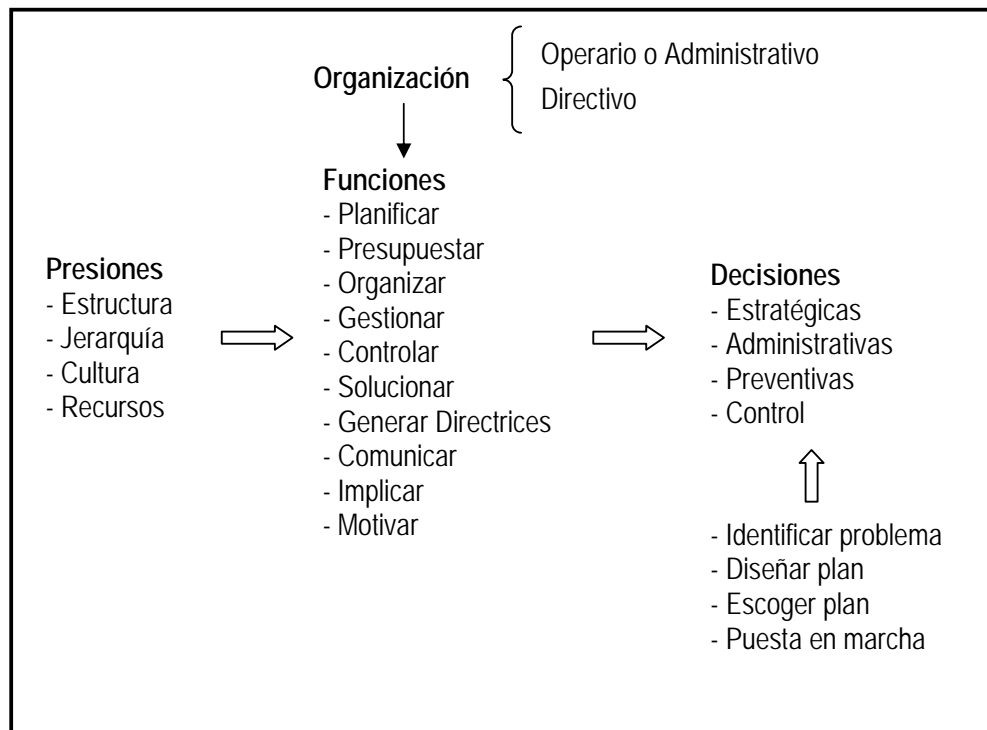 Organización
Operario o Administrativo
Directivo
Presiones
- Estructura
- Jerarquía
- Cultura
- Recursos
Funciones
- Planificar
- Presupuestar
- Organizar
- Gestionar
- Controlar
- Solucionar
- Generar Directrices
- Comunicar
- Implicar
- Motivar
Decisiones
- Estratégicas
- Administrativas
- Preventivas
- Control
- Identificar problema
- Diseñar plan
- Escoger plan
- Puesta en marcha